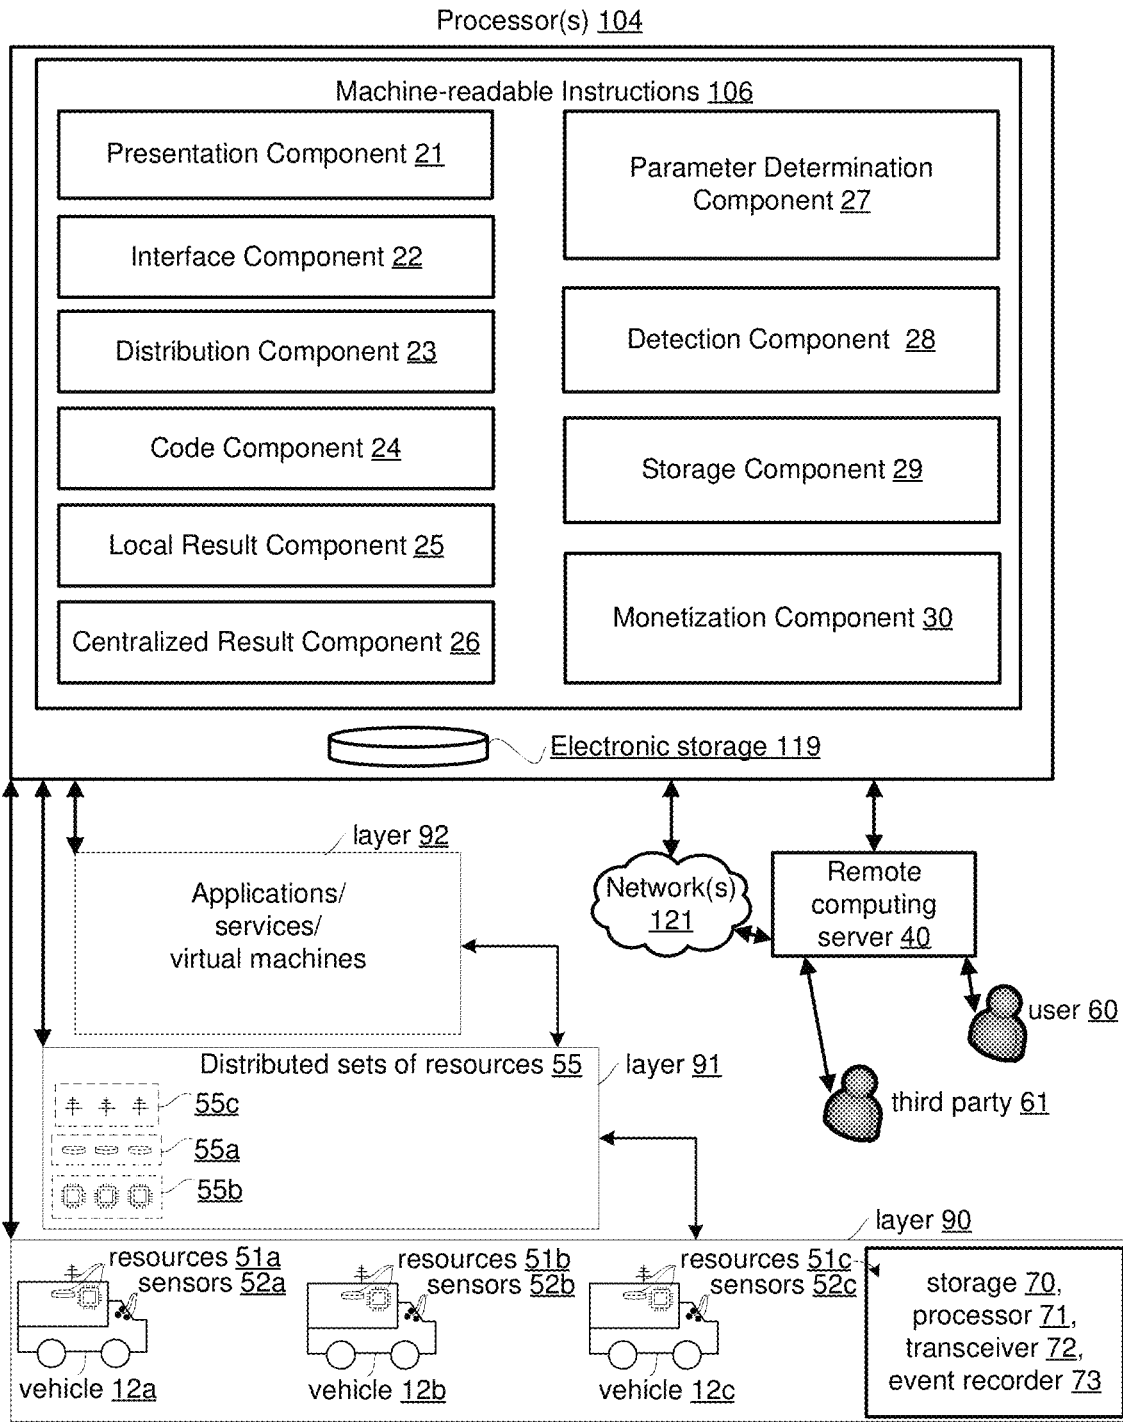 Processor(s) 104
Machine-readable Instructions 106
Presentation Component 21
Interface Component 22
Distribution Component 23
Code Component 24
Local Result Component 25
Centralized Result Component 26
Parameter Determination
Component 27
Detection Component 28
Storage Component 29
Monetization Component 30
Electronic storage 119
layer 92
Applications/
services/
virtual machines
Network(s)
121
Remote
computing
server 40
user 60
third party 61
Distributed sets of resources 55
layer 91
55c
55a
55b
layer 90
resources 51a
sensors 52a
vehicle 12a
resources 51b
sensors 52b
vehicle 12b
resources 51c
sensors 52c
vehicle 12c
storage 70,
processor 71,
transceiver 72,
event recorder 73